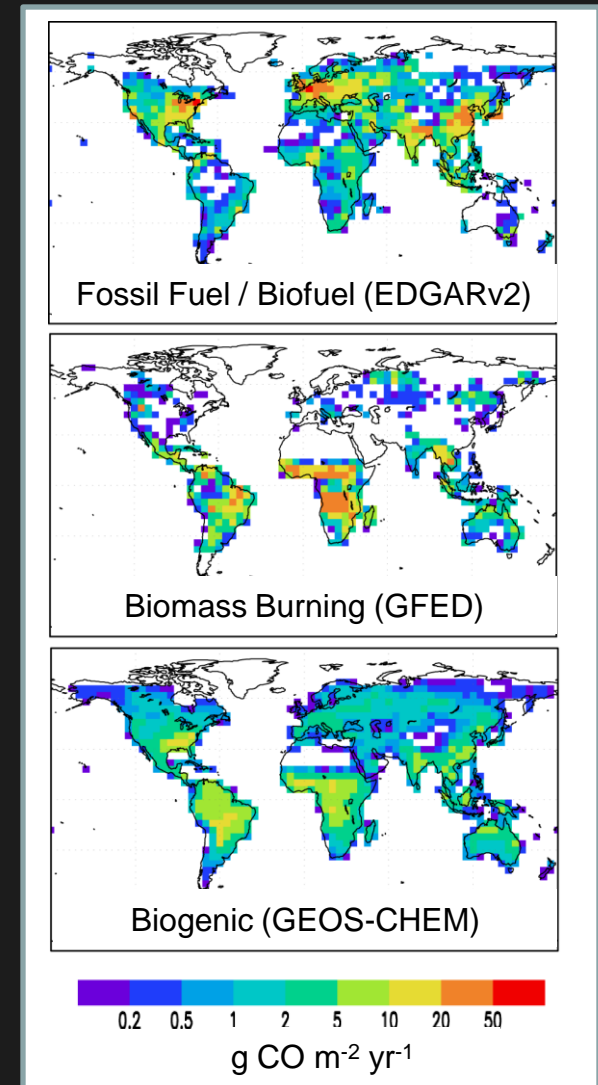 Fossil Fuel / Biofuel (EDGARv2)
Biomass Burning (GFED)
Biogenic (GEOS-CHEM)
0.2 0.5 1 2 5 10 20 50
g CO m⁻² yr⁻¹